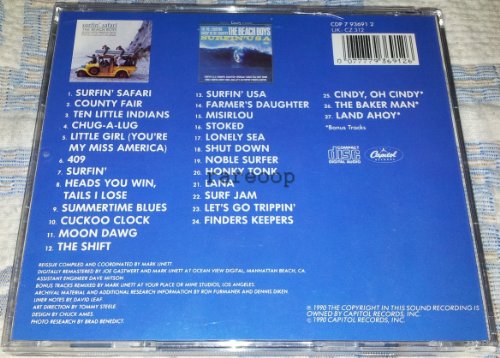 surfin' safari
THE BEACH BOYS
THE BEACH BOYS
SURFIN' USA
CDP 7 93691 2
UK: CZ 312
0 077779 369126
1. SURFIN' SAFARI
2. COUNTY FAIR
3. TEN LITTLE INDIANS
4. CHUG-A-LUG
5. LITTLE GIRL (YOU'RE
MY MISS AMERICA)
6. 409
7. SURFIN'
8. HEADS YOU WIN,
TAILS I LOSE
9. SUMMERTIME BLUES
10. CUCKOO CLOCK
11. MOON DAWG
12. THE SHIFT
13. SURFIN' USA
14. FARMER'S DAUGHTER
15. MISIRLOU
16. STOKED
17. LONELY SEA
18. SHUT DOWN
19. NOBLE SURFER
20. HONKY TONK
21. LANA
22. SURF JAM
23. LET'S GO TRIPPIN'
24. FINDERS KEEPERS
25. CINDY, OH CINDY*
26. THE BAKER MAN*
27. LAND AHOY*
*Bonus Tracks
rareoop
COMPACT
disc
DIGITAL AUDIO
Capitol
REISSUE COMPILED AND COORDINATED BY MARK LINETT.
DIGITALLY REMASTERED BY JOE GASTWERT AND MARK LINETT AT OCEAN VIEW DIGITAL, MANHATTAN BEACH, CA.
ASSISTANT ENGINEER DAVE MITSON
BONUS TRACKS REMIXED BY MARK LINETT AT YOUR PLACE OR MINE STUDIOS, LOS ANGELES.
ARCHIVAL MATERIAL AND ADDITIONAL RESEARCH INFORMATION BY RON FURMANEK AND DENNIS DIKEN.
LINER NOTES BY DAVID LEAF.
ART DIRECTION BY TOMMY STEELE.
DESIGN BY CHUCK AMES.
PHOTO RESEARCH BY BRAD BENEDICT.
℗ 1990 THE COPYRIGHT IN THIS SOUND RECORDING IS
OWNED BY CAPITOL RECORDS, INC.
© 1990 CAPITOL RECORDS, INC.